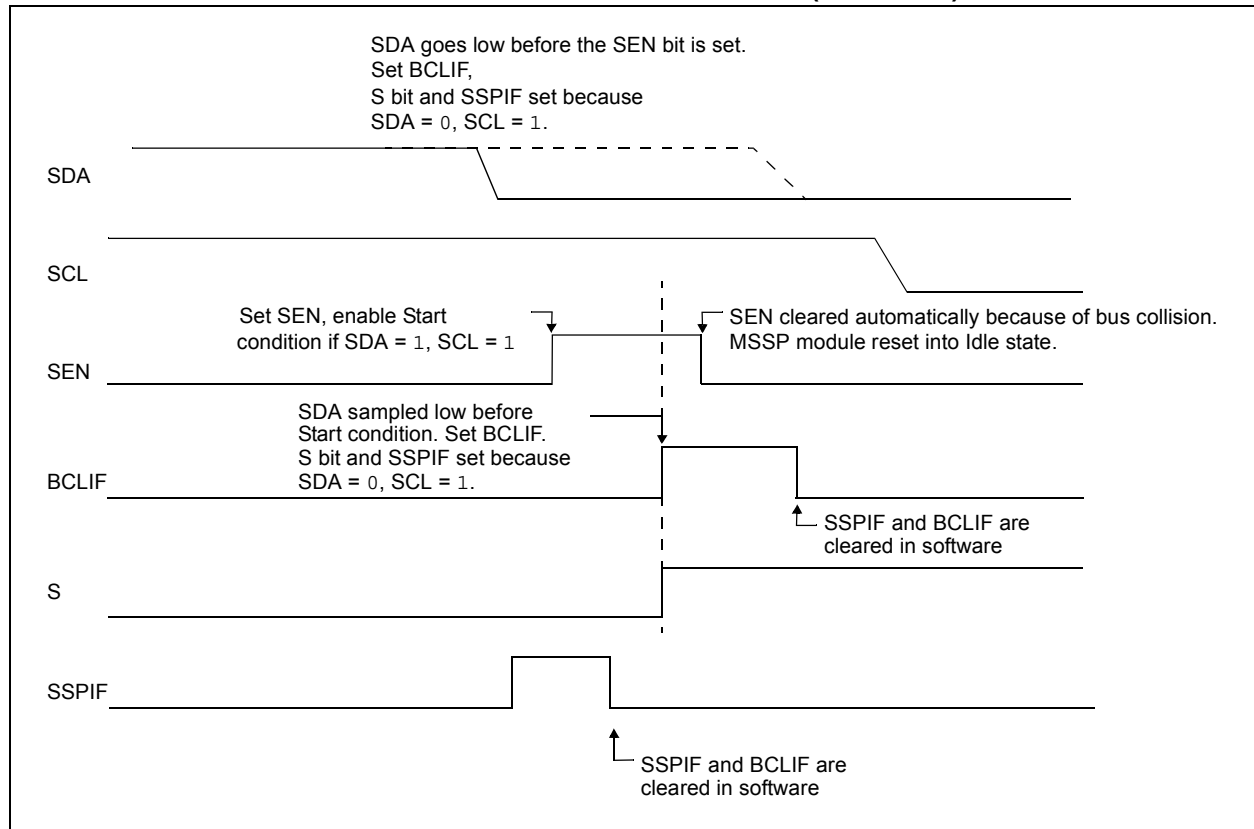 SDA goes low before the SEN bit is set.
Set BCLIF,
S bit and SSPIF set because
SDA = 0, SCL = 1.
SDA
SCL
Set SEN, enable Start
condition if SDA = 1, SCL = 1
SEN cleared automatically because of bus collision.
MSSP module reset into Idle state.
SEN
SDA sampled low before
Start condition. Set BCLIF.
S bit and SSPIF set because
SDA = 0, SCL = 1.
BCLIF
SSPIF and BCLIF are
cleared in software
S
SSPIF
SSPIF and BCLIF are
cleared in software